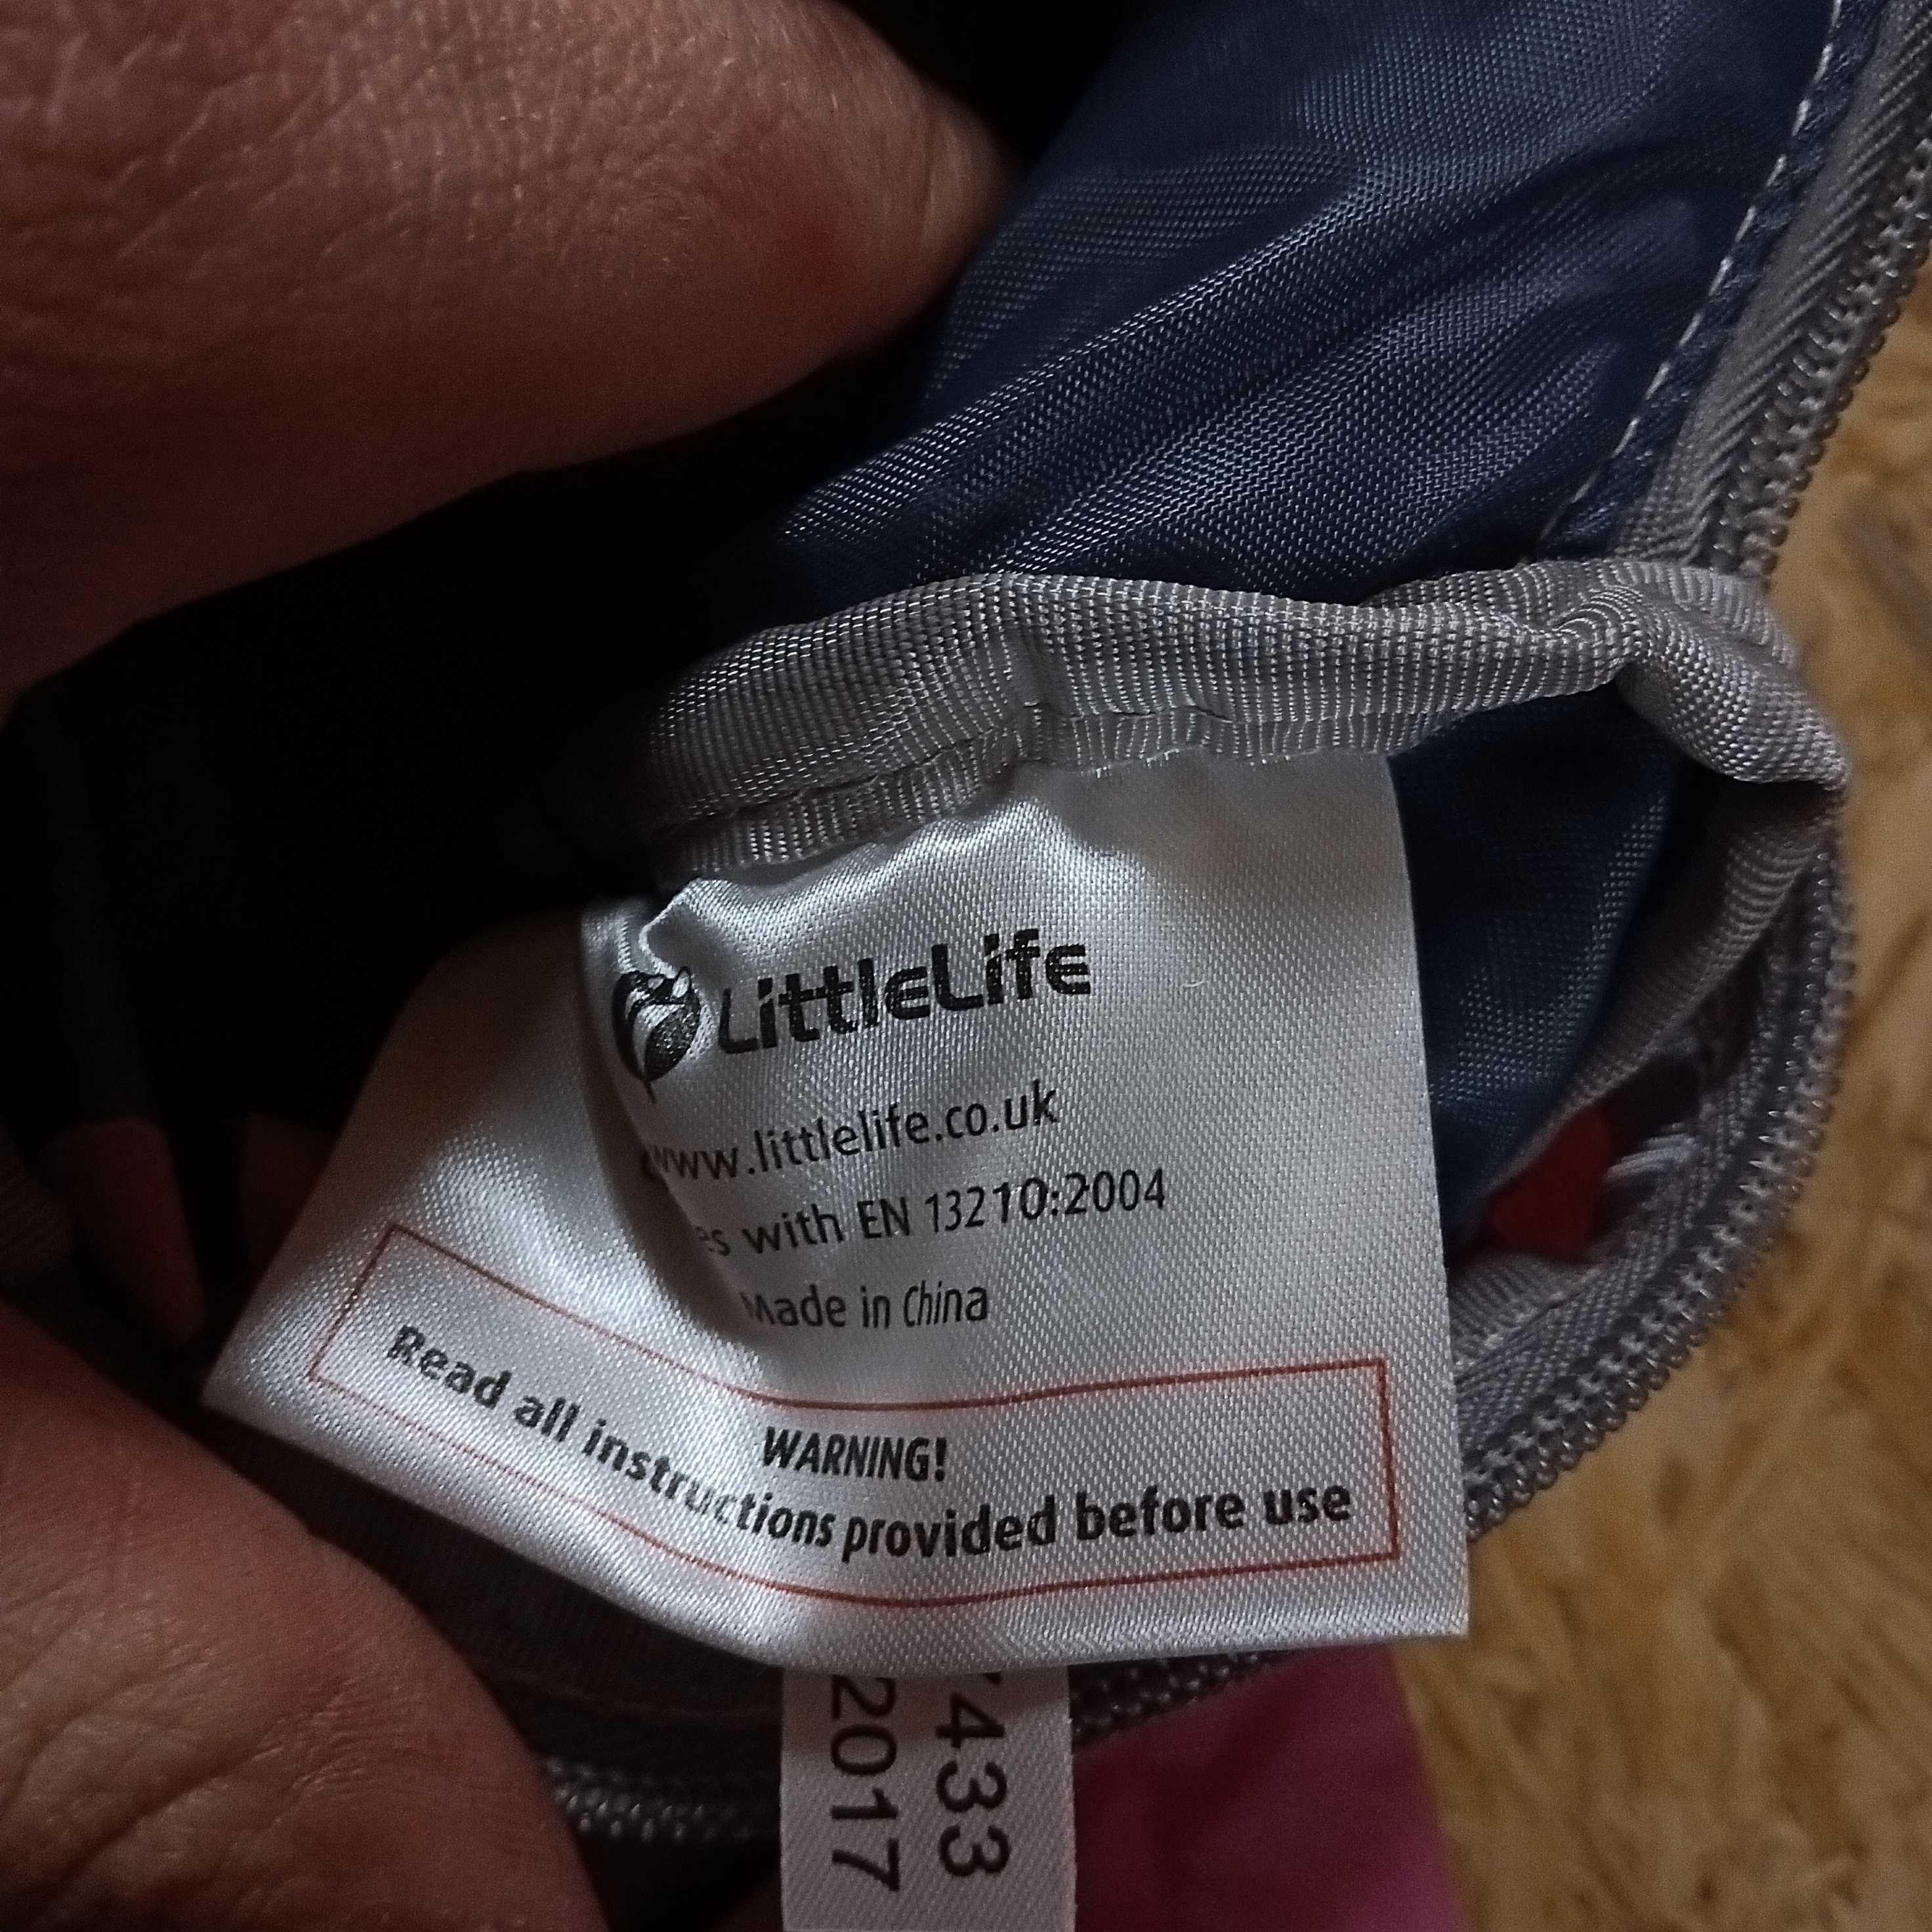 LittleLife
www.littlelife.co.uk
with EN 13210:2004
Made in China
WARNING!
Read all instructions provided before use
7433
2017